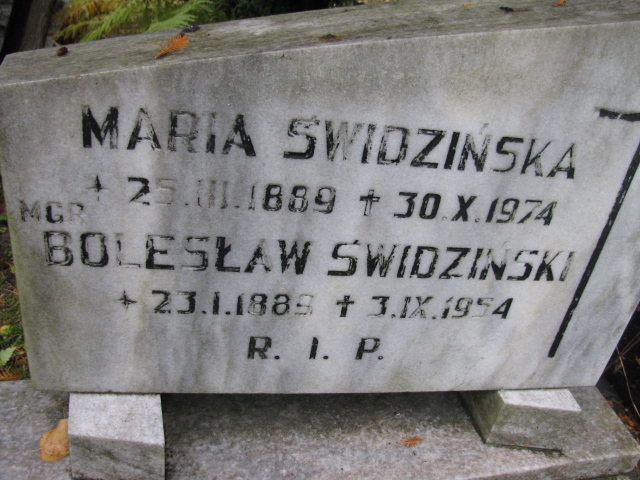 MARIA ŚWIDZIŃSKA
+ 25.III.1889 ✝ 30.X.1974
MGR
BOLESŁAW ŚWIDZIŃSKI
+ 23.I.1889 ✝ 3.IX.1954
R. I. P.